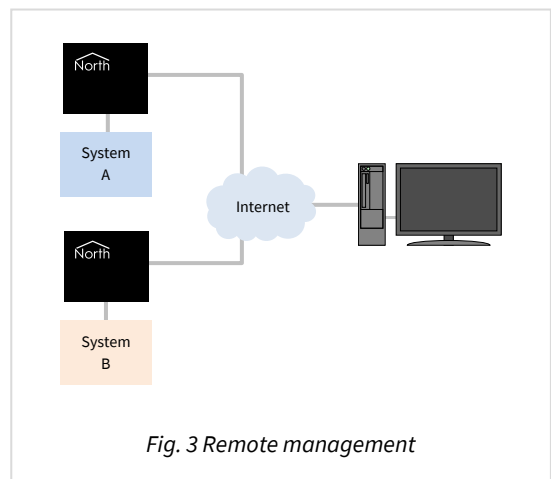 North
System
A
Internet
North
System
B
Fig. 3 Remote management